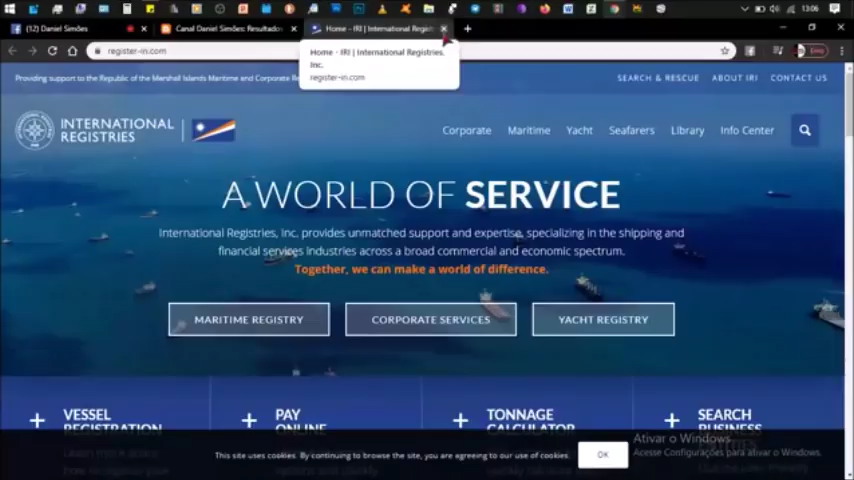 13:06
(12) Daniel Simões
Canal Daniel Simões: Resultado
Home – IRI | International Regist
register-iri.com
Home - IRI | International Registries,
Inc.
register-iri.com
Providing support to the Republic of the Marshall Islands Maritime and Corporate Re
SEARCH & RESCUE
ABOUT IRI
CONTACT US
INTERNATIONAL
REGISTRIES
Corporate
Maritime
Yacht
Seafarers
Library
Info Center
A WORLD OF SERVICE
International Registries, Inc. provides unmatched support and expertise, specializing in the shipping and
financial services industries across a broad commercial and economic spectrum.
Together, we can make a world of difference.
MARITIME REGISTRY
CORPORATE SERVICES
YACHT REGISTRY
VESSEL
REGISTRATION
PAY
ONLINE
TONNAGE
CALCULATOR
SEARCH
BUSINESS
This site uses cookies. By continuing to browse the site, you are agreeing to our use of cookies.
OK
Ativar o Windows
Acesse Configurações para ativar o Windows.